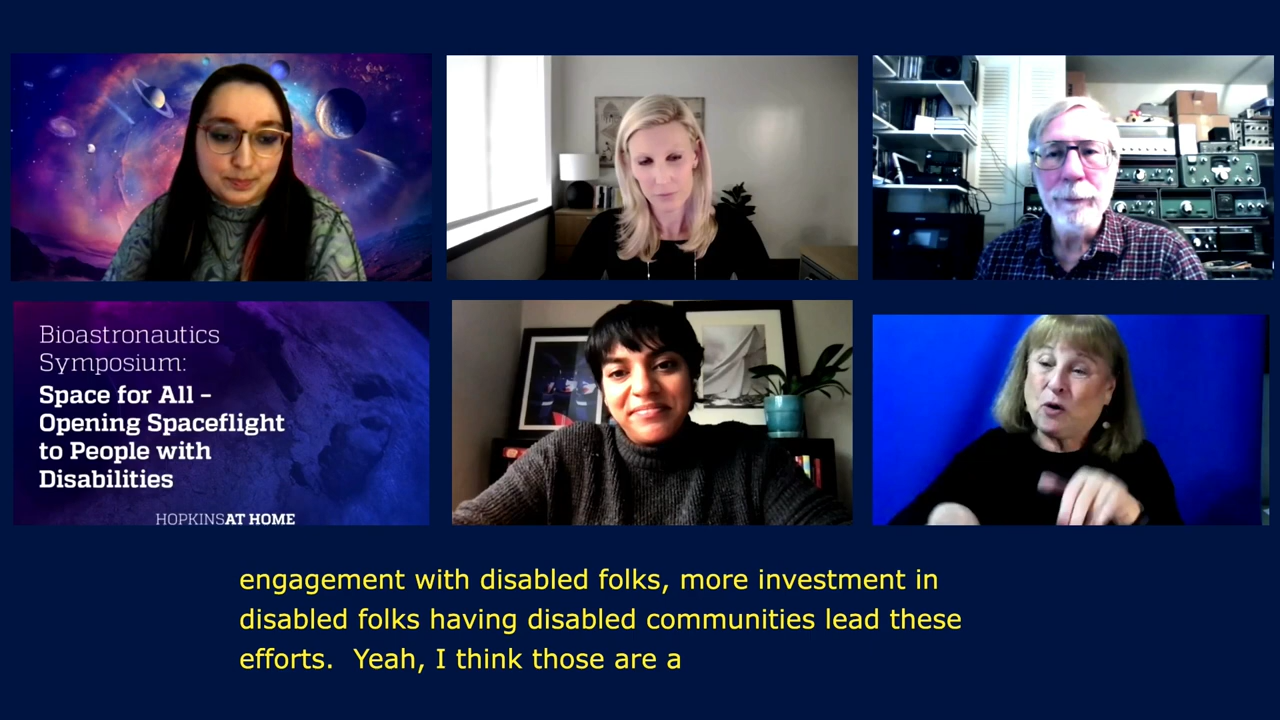 Bioastronautics
Symposium:
Space for All –
Opening Spaceflight
to People with
Disabilities
HOPKINSAT HOME
engagement with disabled folks, more investment in
disabled folks having disabled communities lead these
efforts.  Yeah, I think those are a